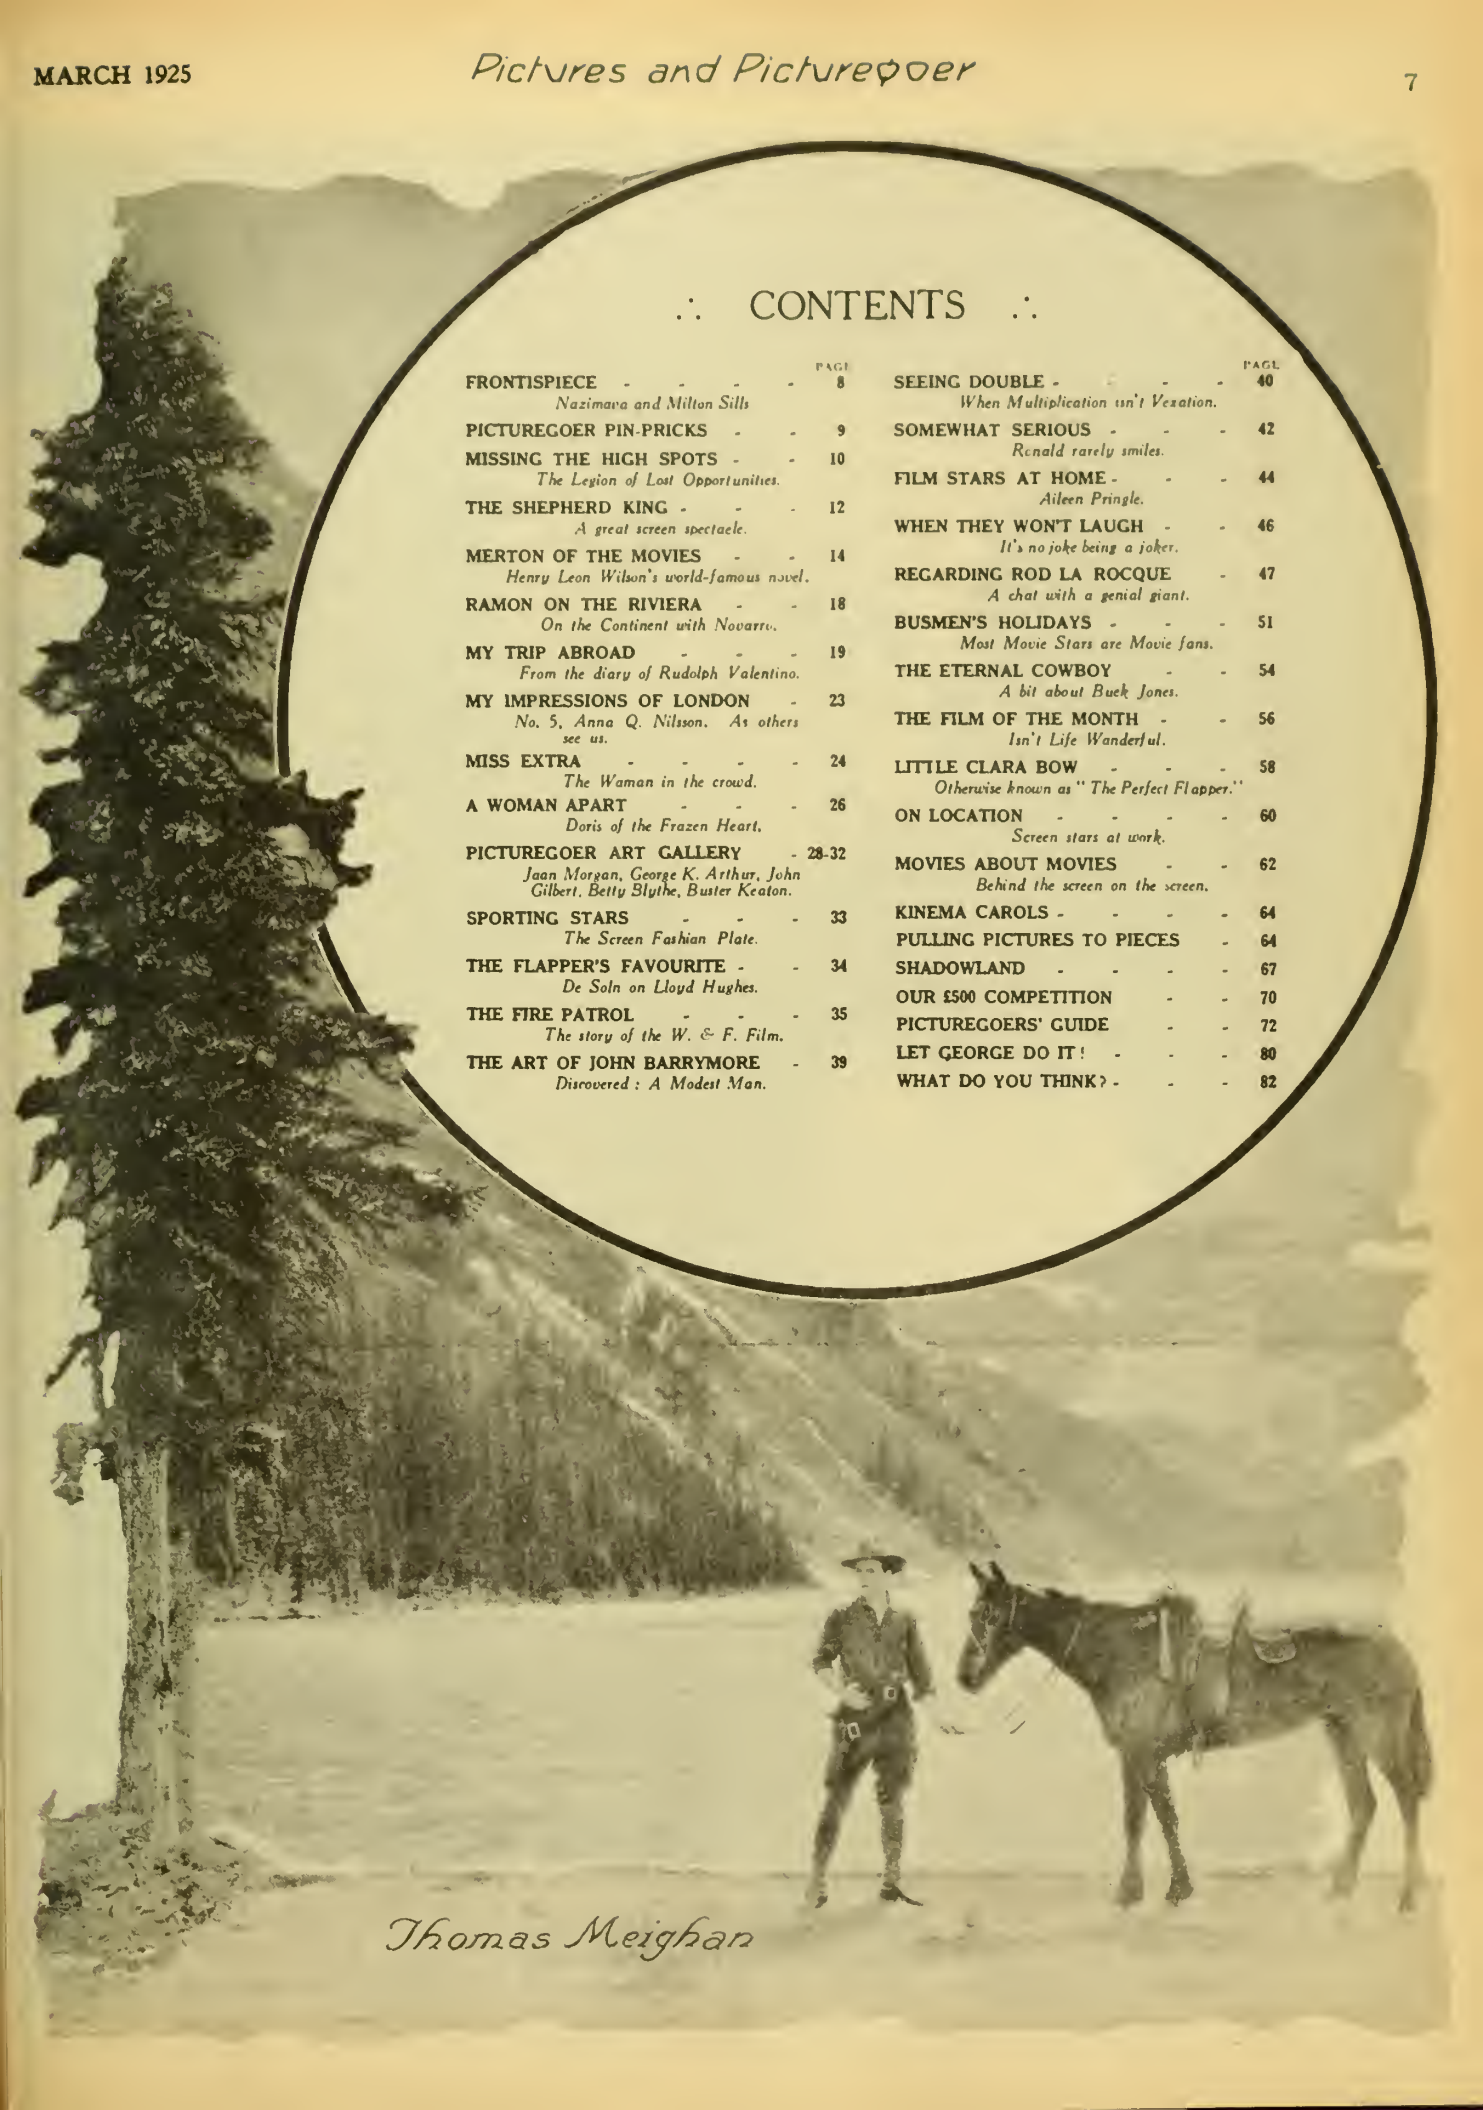 MARCH 1925
Pictures and Picturegoer
7
CONTENTS
PAGE
FRONTISPIECE - - - - 8
Nazimova and Milton Sills
PICTUREGOER PIN-PRICKS - - 9
MISSING THE HIGH SPOTS - - 10
The Legion of Lost Opportunities.
THE SHEPHERD KING - - - 12
A great screen spectacle.
MERTON OF THE MOVIES - - 14
Henry Leon Wilson's world-famous novel.
RAMON ON THE RIVIERA - - 18
On the Continent with Novarro.
MY TRIP ABROAD - - - 19
From the diary of Rudolph Valentino.
MY IMPRESSIONS OF LONDON - 23
No. 5, Anna Q. Nilsson. As others
see us.
MISS EXTRA - - - - 24
The Woman in the crowd.
A WOMAN APART - - - 26
Doris of the Frozen Heart.
PICTUREGOER ART GALLERY - 28-32
Joan Morgan, George K. Arthur, John
Gilbert, Betty Blythe, Buster Keaton.
SPORTING STARS - - - 33
The Screen Fashion Plate.
THE FLAPPER'S FAVOURITE - - 34
De Soln on Lloyd Hughes.
THE FIRE PATROL - - - 35
The story of the W. & F. Film.
THE ART OF JOHN BARRYMORE - 39
Discovered : A Modest Man.
PAGE
SEEING DOUBLE - - - - 40
When Multiplication isn't Vexation.
SOMEWHAT SERIOUS - - - 42
Ronald rarely smiles.
FILM STARS AT HOME - - - 44
Aileen Pringle.
WHEN THEY WON'T LAUGH - - 46
It's no joke being a joker.
REGARDING ROD LA ROCQUE - 47
A chat with a genial giant.
BUSMEN'S HOLIDAYS - - - 51
Most Movie Stars are Movie fans.
THE ETERNAL COWBOY - - 54
A bit about Buck Jones.
THE FILM OF THE MONTH - - 56
Isn't Life Wonderful.
LITTLE CLARA BOW - - - 58
Otherwise known as " The Perfect Flapper."
ON LOCATION - - - - 60
Screen stars at work.
MOVIES ABOUT MOVIES - - 62
Behind the screen on the screen.
KINEMA CAROLS - - - - 64
PULLING PICTURES TO PIECES - 64
SHADOWLAND - - - - 67
OUR £500 COMPETITION - - 70
PICTUREGOERS' GUIDE - - 72
LET GEORGE DO IT! - - - 80
WHAT DO YOU THINK? - - - 82
Thomas Meighan